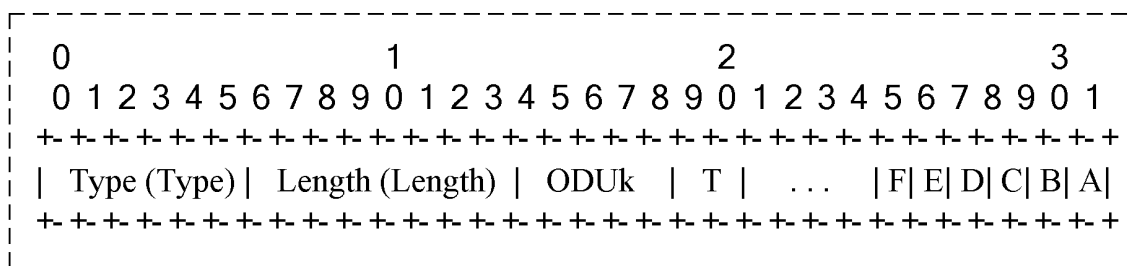 0 1 2 3
0 1 2 3 4 5 6 7 8 9 0 1 2 3 4 5 6 7 8 9 0 1 2 3 4 5 6 7 8 9 0 1
+- +- +- +- +- +- +- +- +- +- +- +- +- +- +- +- +- +- +- +- +- +- +- +- +- +- +- +- +- +- +- +- +
| Type (Type) | Length (Length) | ODUk | T | . . . | F| E| D| C| B| A|
+- +- +- +- +- +- +- +- +- +- +- +- +- +- +- +- +- +- +- +- +- +- +- +- +- +- +- +- +- +- +- +- +